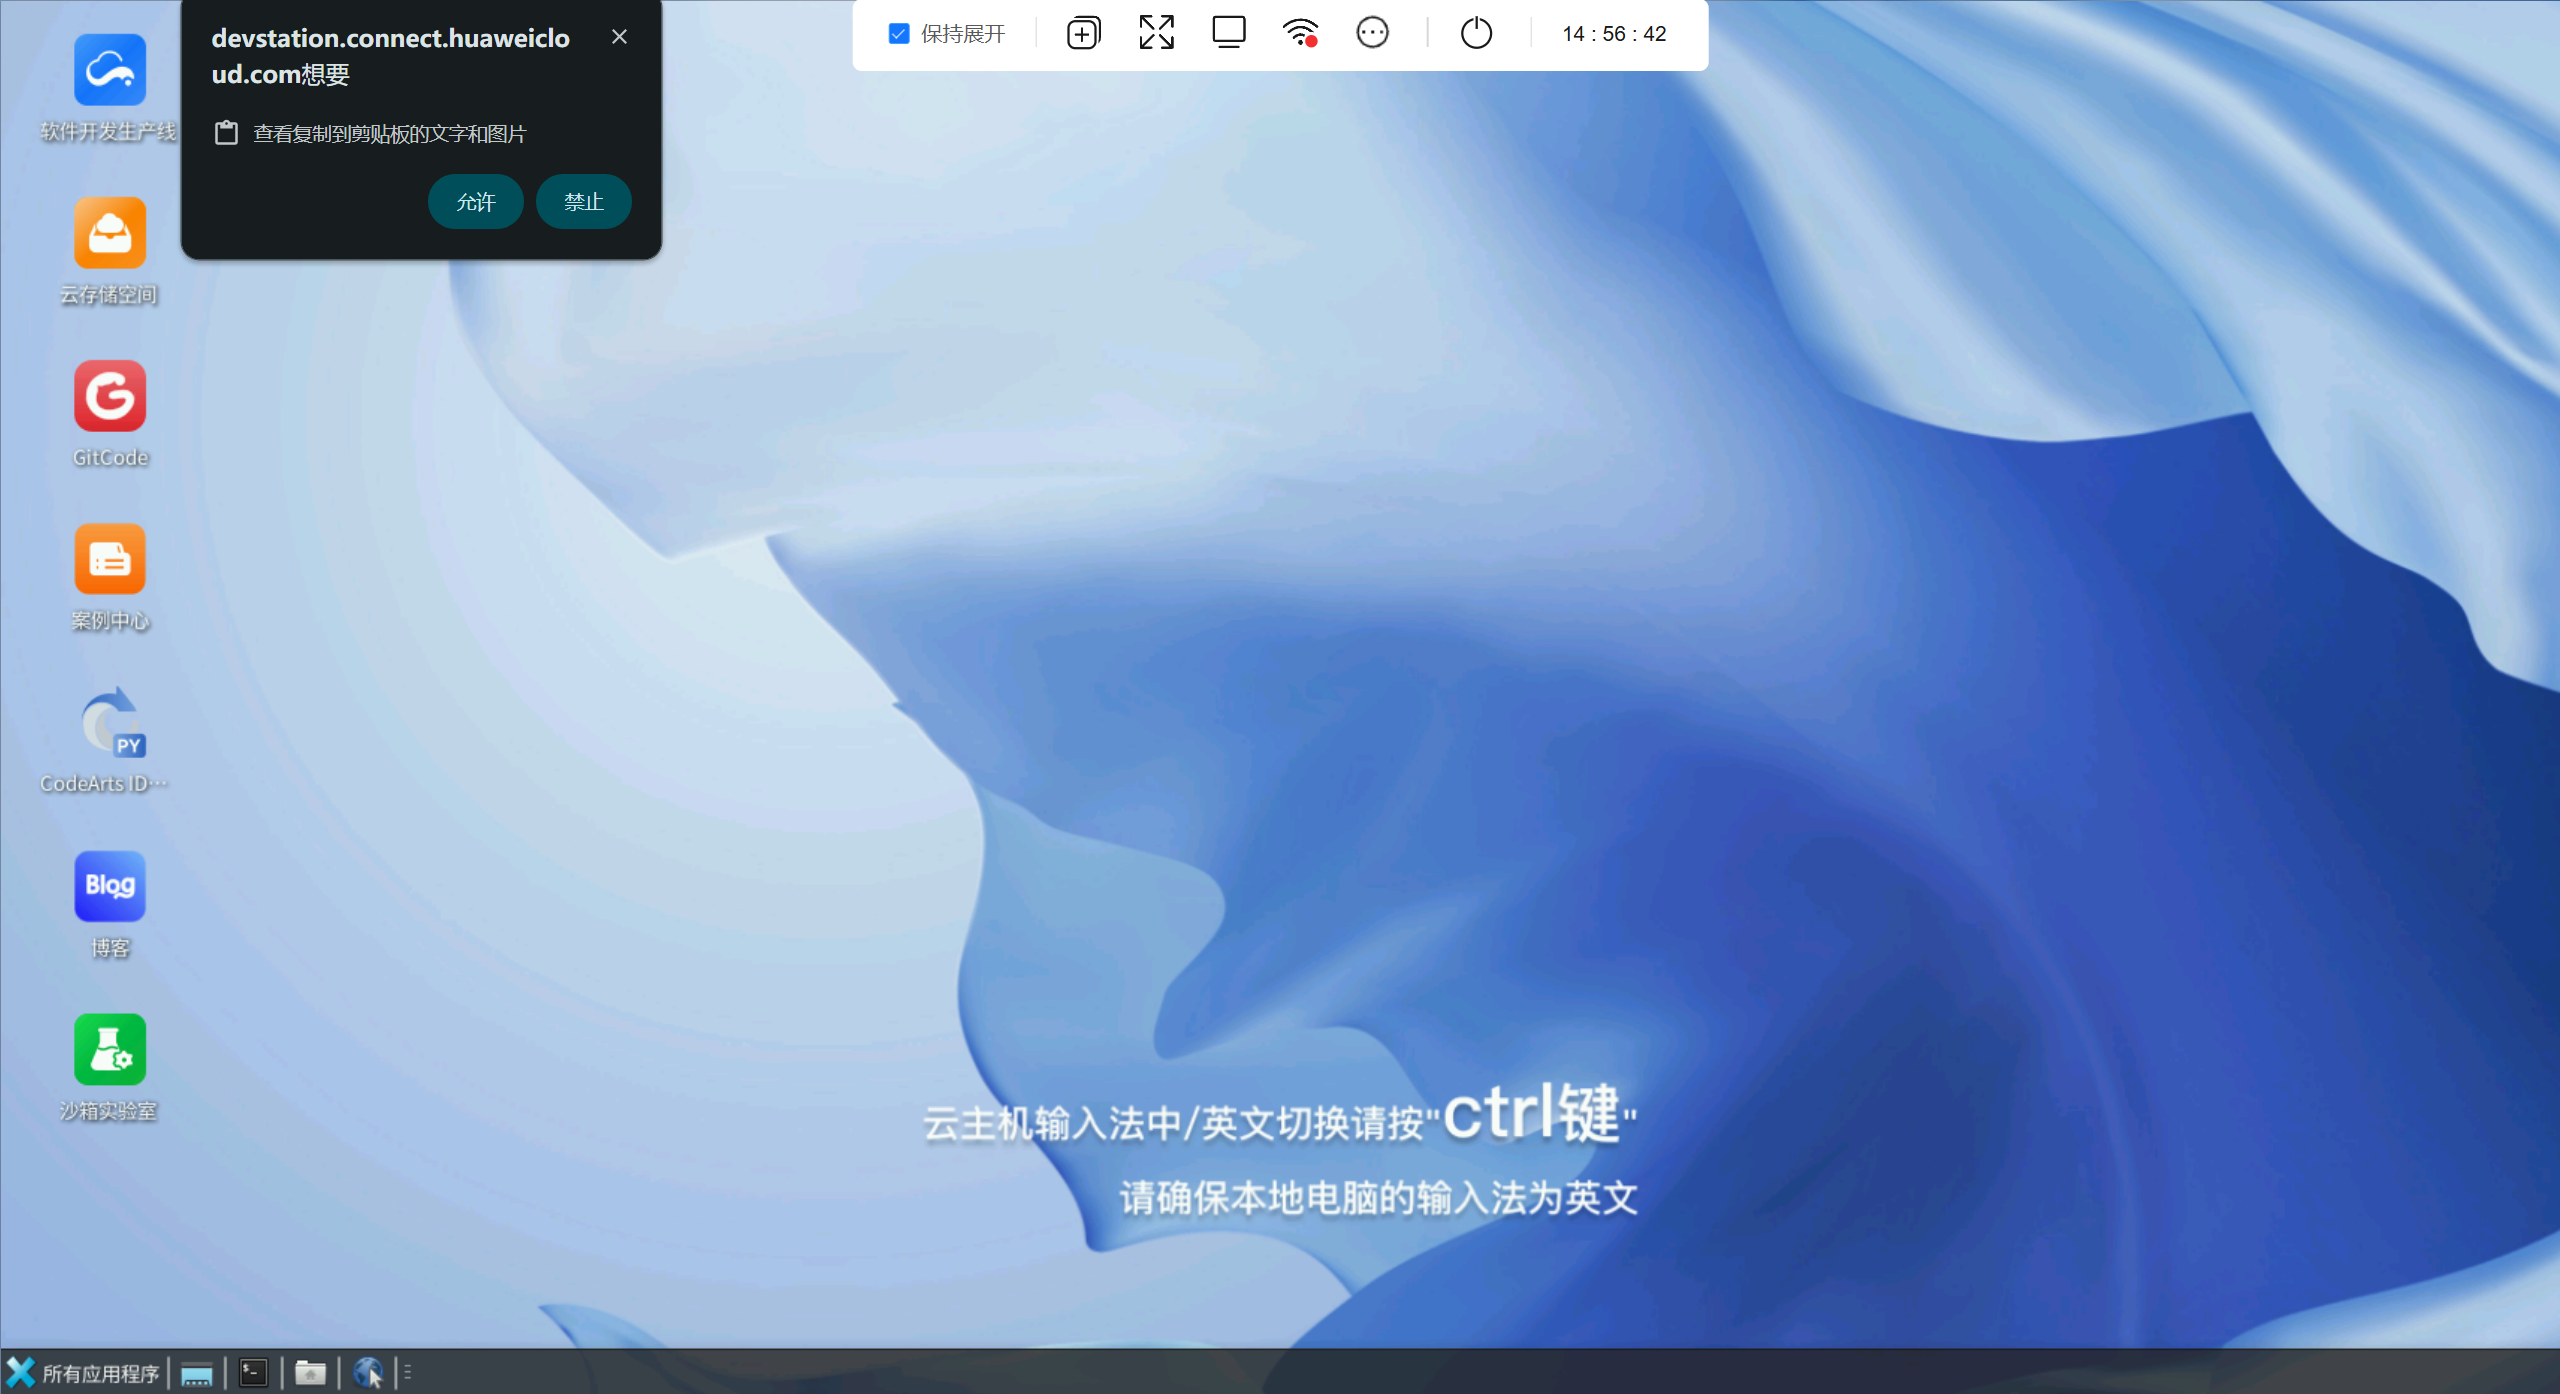 devstation.connect.huaweiclo
ud.com想要
查看复制到剪贴板的文字和图片
允许
禁止
保持展开
14 : 56 : 42
软件开发生产线
云存储空间
GitCode
案例中心
PY
CodeArts ID…
Blog
博客
沙箱实验室
云主机输入法中/英文切换请按"ctrl键"
请确保本地电脑的输入法为英文
所有应用程序